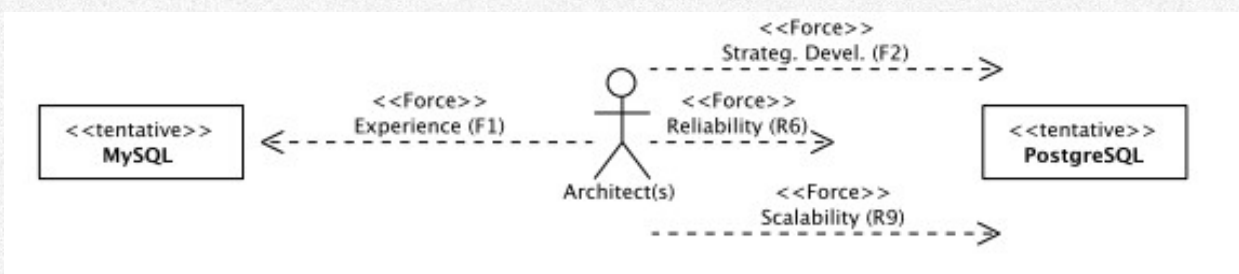 <<Force>>
Strateg. Devel. (F2)
<<Force>>
Experience (F1)
<<Force>>
Reliability (R6)
<<tentative>>
MySQL
<<tentative>>
PostgreSQL
Architect(s)
<<Force>>
Scalability (R9)